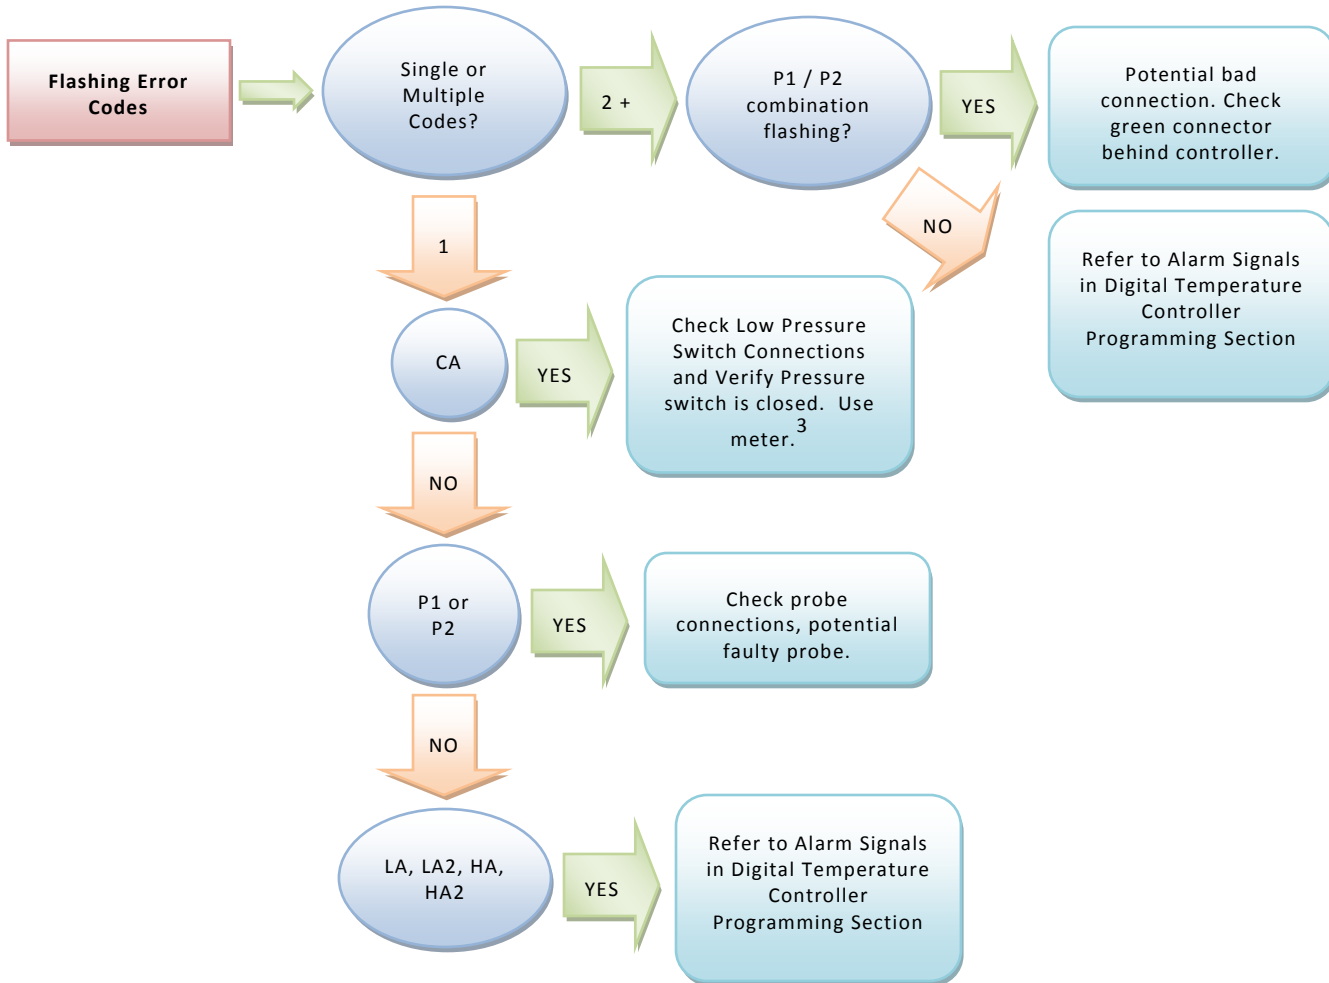 Flashing Error
Codes
Single or
Multiple
Codes?
2 +
P1 / P2
combination
flashing?
YES
Potential bad
connection. Check
green connector
behind controller.
NO
Refer to Alarm Signals
in Digital Temperature
Controller
Programming Section
1
CA
YES
Check Low Pressure
Switch Connections
and Verify Pressure
switch is closed. Use
meter.3
NO
P1 or
P2
YES
Check probe
connections, potential
faulty probe.
NO
LA, LA2, HA,
HA2
YES
Refer to Alarm Signals
in Digital Temperature
Controller
Programming Section